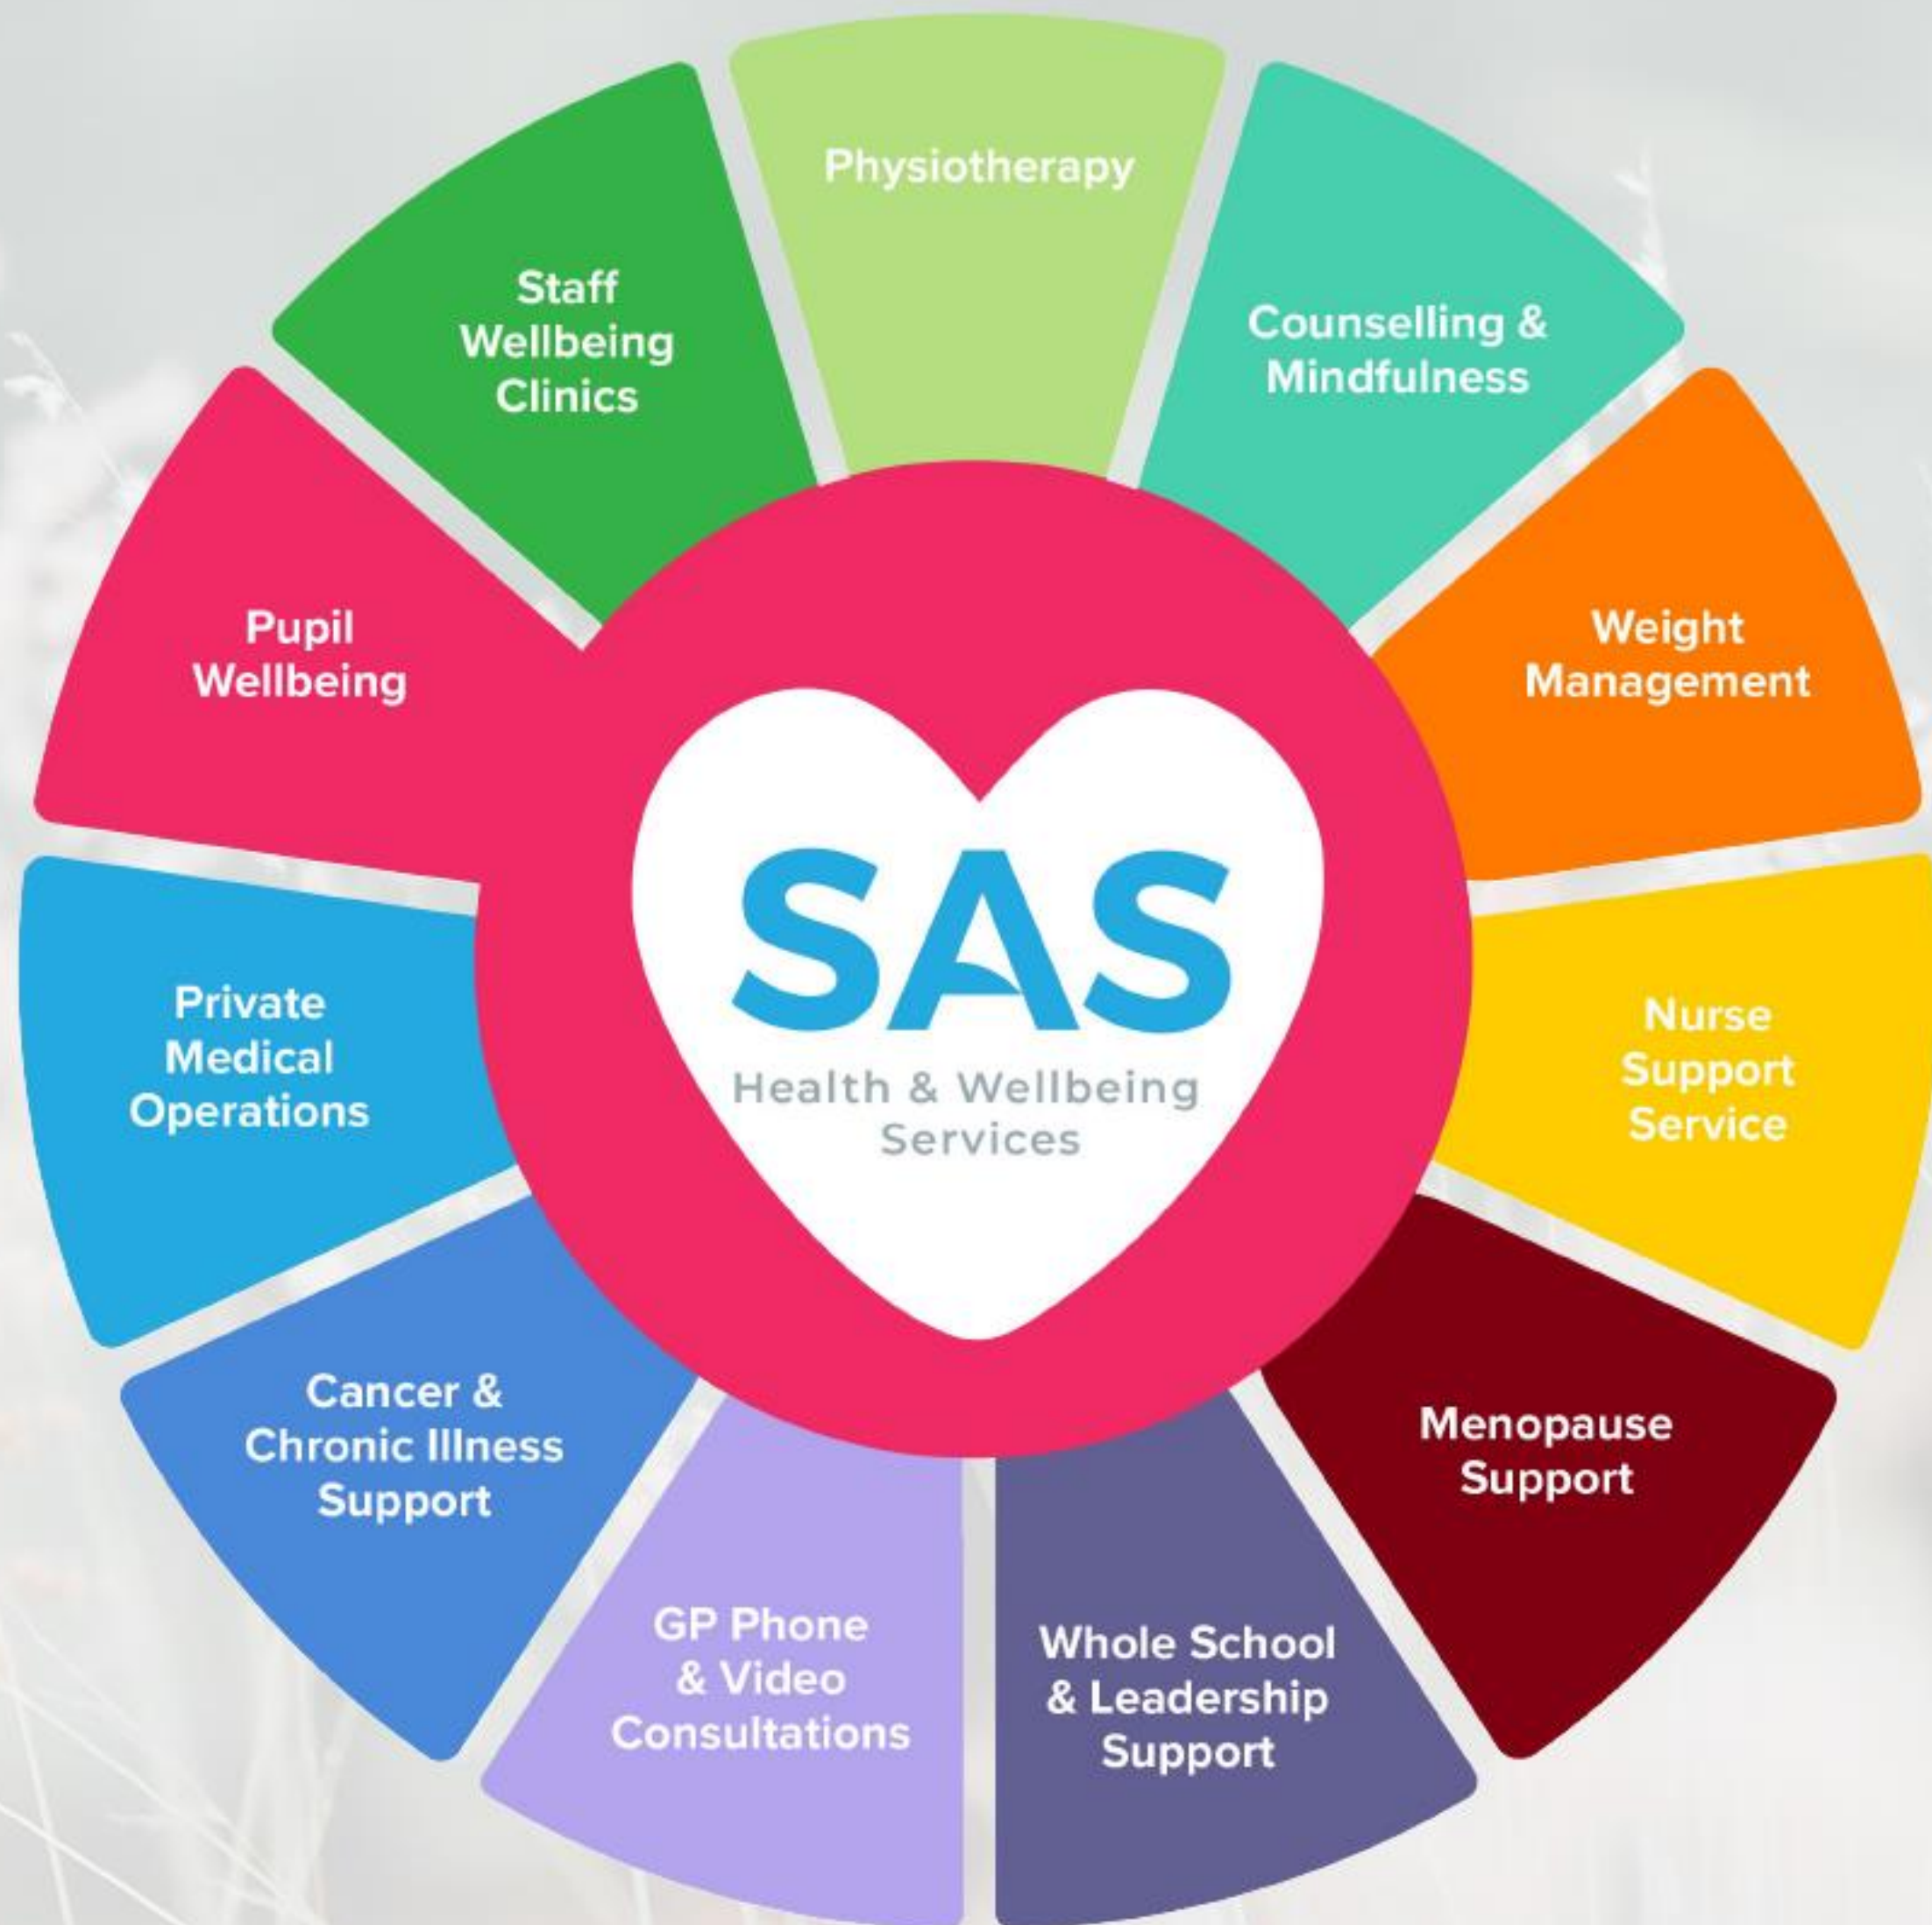 Physiotherapy
Counselling &
Mindfulness
Weight
Management
Nurse
Support
Service
Menopause
Support
Whole School
& Leadership
Support
GP Phone
& Video
Consultations
Cancer &
Chronic Illness
Support
Private
Medical
Operations
Pupil
Wellbeing
Staff
Wellbeing
Clinics
SAS
Health & Wellbeing
Services